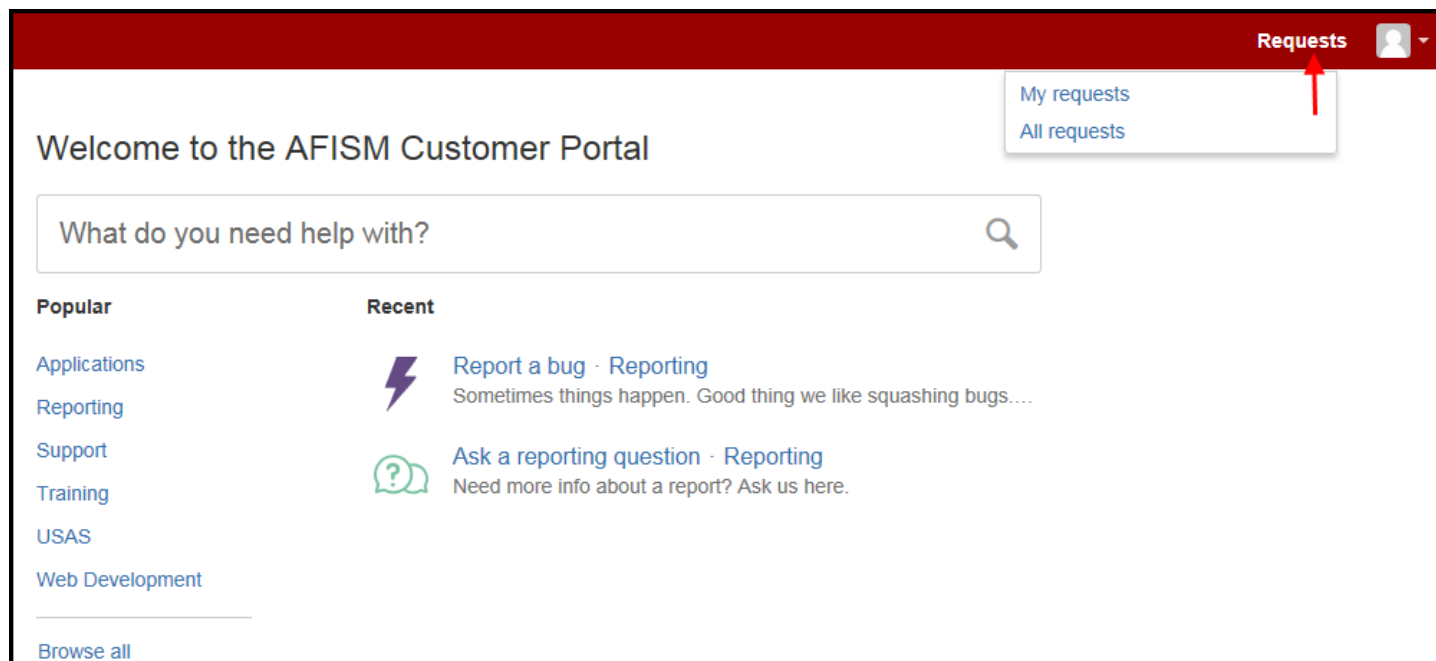 Requests
My requests
All requests
Welcome to the AFISM Customer Portal
What do you need help with?
Popular
Applications
Reporting
Support
Training
USAS
Web Development
Browse all
Recent
Report a bug · Reporting
Sometimes things happen. Good thing we like squashing bugs....
Ask a reporting question · Reporting
Need more info about a report? Ask us here.